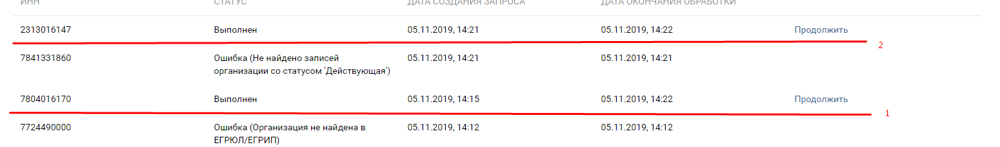 ИНН СТАТУС ДАТА СОЗДАНИЯ ЗАПРОСА ДАТА ОКОНЧАНИЯ ОБРАБОТКИ
2313016147 Выполнен 05.11.2019, 14:21 05.11.2019, 14:22 Продолжить
2
7841331860 Ошибка (Не найдено записей 05.11.2019, 14:21 05.11.2019, 14:21
организации со статусом 'Действующая')
7804016170 Выполнен 05.11.2019, 14:15 05.11.2019, 14:22 Продолжить
1
7724490000 Ошибка (Организация не найдена в 05.11.2019, 14:12 05.11.2019, 14:12
ЕГРЮЛ/ЕГРИП)